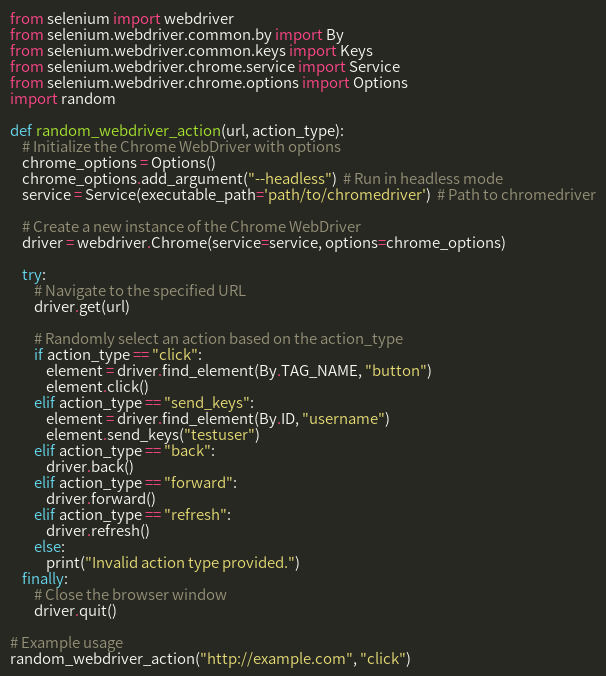 from selenium import webdriver
from selenium.webdriver.common.by import By
from selenium.webdriver.common.keys import Keys
from selenium.webdriver.chrome.service import Service
from selenium.webdriver.chrome.options import Options
import random

def random_webdriver_action(url, action_type):
    # Initialize the Chrome WebDriver with options
    chrome_options = Options()
    chrome_options.add_argument("--headless")  # Run in headless mode
    service = Service(executable_path='path/to/chromedriver')  # Path to chromedriver

    # Create a new instance of the Chrome WebDriver
    driver = webdriver.Chrome(service=service, options=chrome_options)

    try:
        # Navigate to the specified URL
        driver.get(url)

        # Randomly select an action based on the action_type
        if action_type == "click":
            element = driver.find_element(By.TAG_NAME, "button")
            element.click()
        elif action_type == "send_keys":
            element = driver.find_element(By.ID, "username")
            element.send_keys("testuser")
        elif action_type == "back":
            driver.back()
        elif action_type == "forward":
            driver.forward()
        elif action_type == "refresh":
            driver.refresh()
        else:
            print("Invalid action type provided.")
    finally:
        # Close the browser window
        driver.quit()

# Example usage
random_webdriver_action("http://example.com", "click")